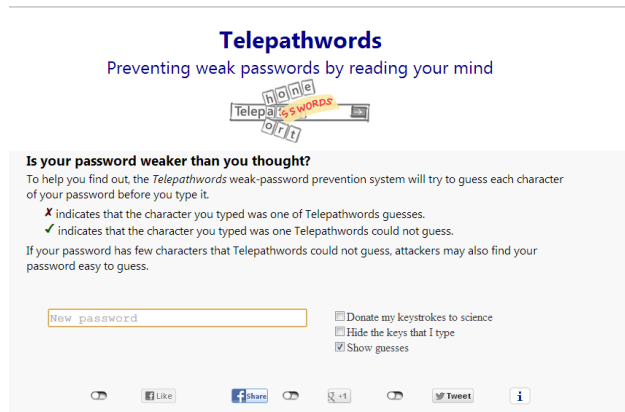 Telepathwords
Preventing weak passwords by reading your mind
hone
Telepa SSWORDS
ort
Is your password weaker than you thought?
To help you find out, the Telepathwords weak-password prevention system will try to guess each character
of your password before you type it.
✗ indicates that the character you typed was one of Telepathwords guesses.
✓ indicates that the character you typed was one Telepathwords could not guess.
If your password has few characters that Telepathwords could not guess, attackers may also find your
password easy to guess.
New password
Donate my keystrokes to science
Hide the keys that I type
Show guesses
Like
Share
+1
Tweet
i